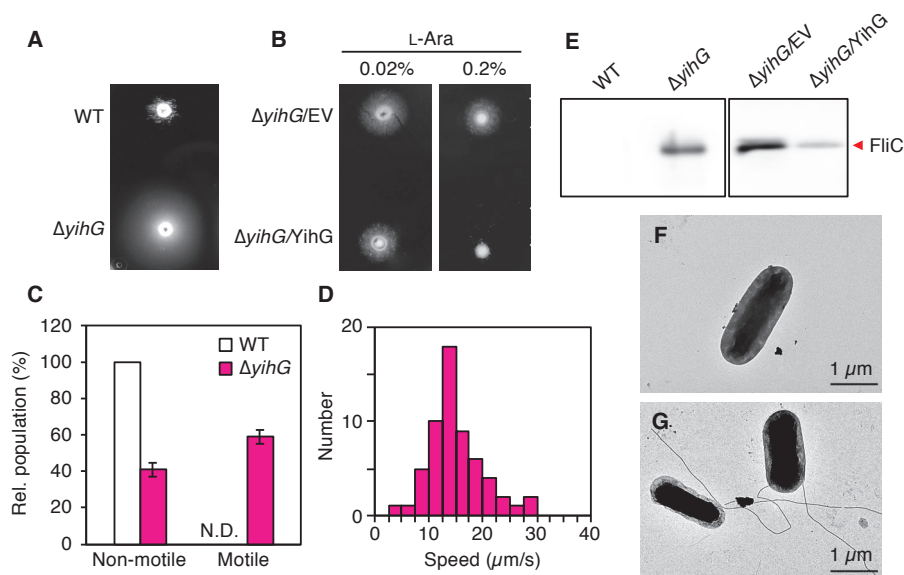 A
WT
ΔyihG
B
L-Ara
0.02% 0.2%
ΔyihG/EV
ΔyihG/YihG
C
Rel. population (%)
120
100
80
60
40
20
0
WT
ΔyihG
N.D.
Non-motile Motile
D
Number
20
10
0
0 10 20 30 40
Speed (µm/s)
E
WT ΔyihG ΔyihG/EV ΔyihG/YihG
FliC
F
1 µm
G
1 µm